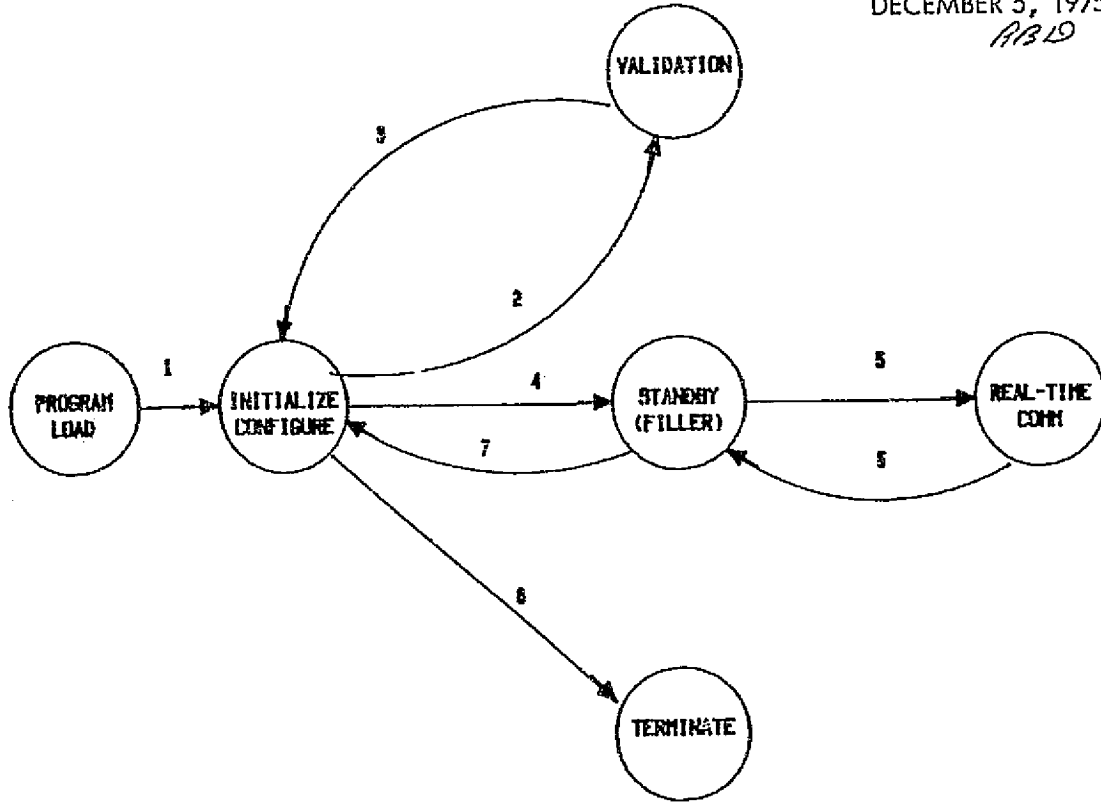 DECEMBER 5, 197
VALIDATION
3
2
1
4
5
PROGRAM
LOAD
INITIALIZE
CONFIGURE
STANDBY
(FILLER)
REAL-TIME
COMM
7
5
6
TERMINATE